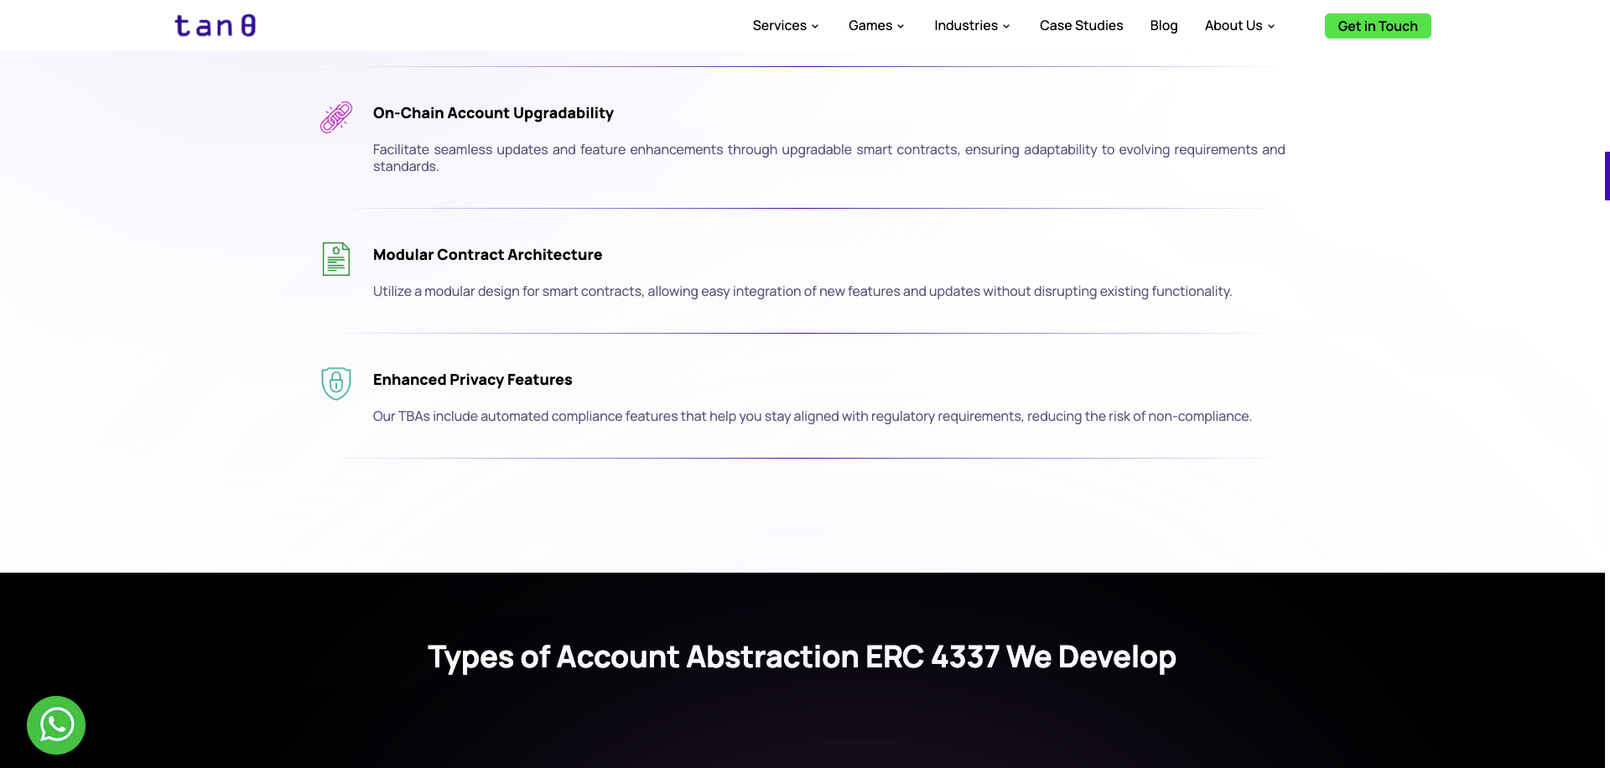 tanθ
Services
Games
Industries
Case Studies
Blog
About Us
Get in Touch
On-Chain Account Upgradability
Facilitate seamless updates and feature enhancements through upgradable smart contracts, ensuring adaptability to evolving requirements and
standards.
Modular Contract Architecture
Utilize a modular design for smart contracts, allowing easy integration of new features and updates without disrupting existing functionality.
Enhanced Privacy Features
Our TBAs include automated compliance features that help you stay aligned with regulatory requirements, reducing the risk of non-compliance.
Types of Account Abstraction ERC 4337 We Develop